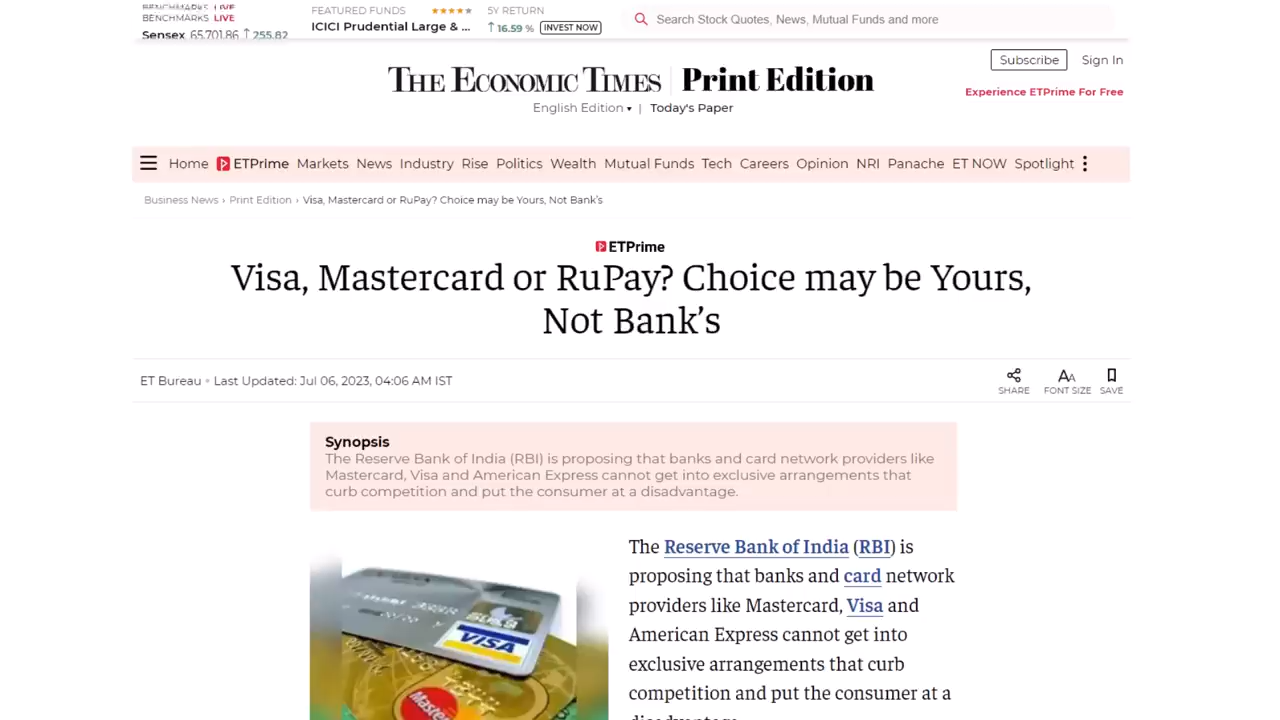 BENCHMARKS LIVE
BENCHMARKS LIVE
Sensex 65,701.86 ↑ 255.82
FEATURED FUNDS ★★★★★
ICICI Prudential Large & ...
5Y RETURN
↑ 16.59 % INVEST NOW
Search Stock Quotes, News, Mutual Funds and more
Subscribe Sign In
THE ECONOMIC TIMES | Print Edition
Experience ETPrime For Free
English Edition ▾ | Today's Paper
Home ETPrime Markets News Industry Rise Politics Wealth Mutual Funds Tech Careers Opinion NRI Panache ET NOW Spotlight
Business News › Print Edition › Visa, Mastercard or RuPay? Choice may be Yours, Not Bank's
ETPrime
Visa, Mastercard or RuPay? Choice may be Yours,
Not Bank's
ET Bureau • Last Updated: Jul 06, 2023, 04:06 AM IST
SHARE FONT SIZE SAVE
Synopsis
The Reserve Bank of India (RBI) is proposing that banks and card network providers like
Mastercard, Visa and American Express cannot get into exclusive arrangements that
curb competition and put the consumer at a disadvantage.
The Reserve Bank of India (RBI) is
proposing that banks and card network
providers like Mastercard, Visa and
American Express cannot get into
exclusive arrangements that curb
competition and put the consumer at a
disadvantage
VISA
Master